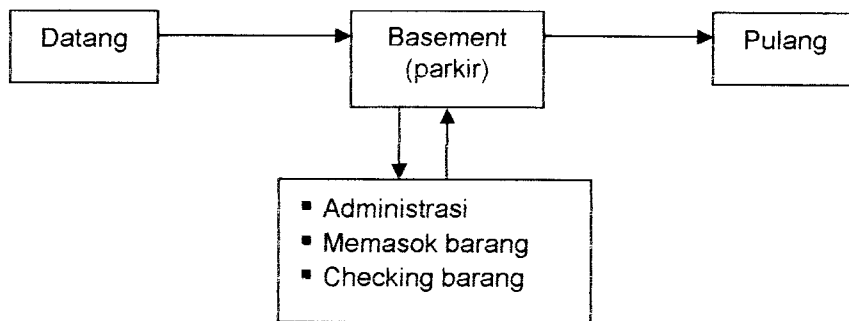 Datang
Basement
(parkir)
Pulang
▪ Administrasi
▪ Memasok barang
▪ Checking barang